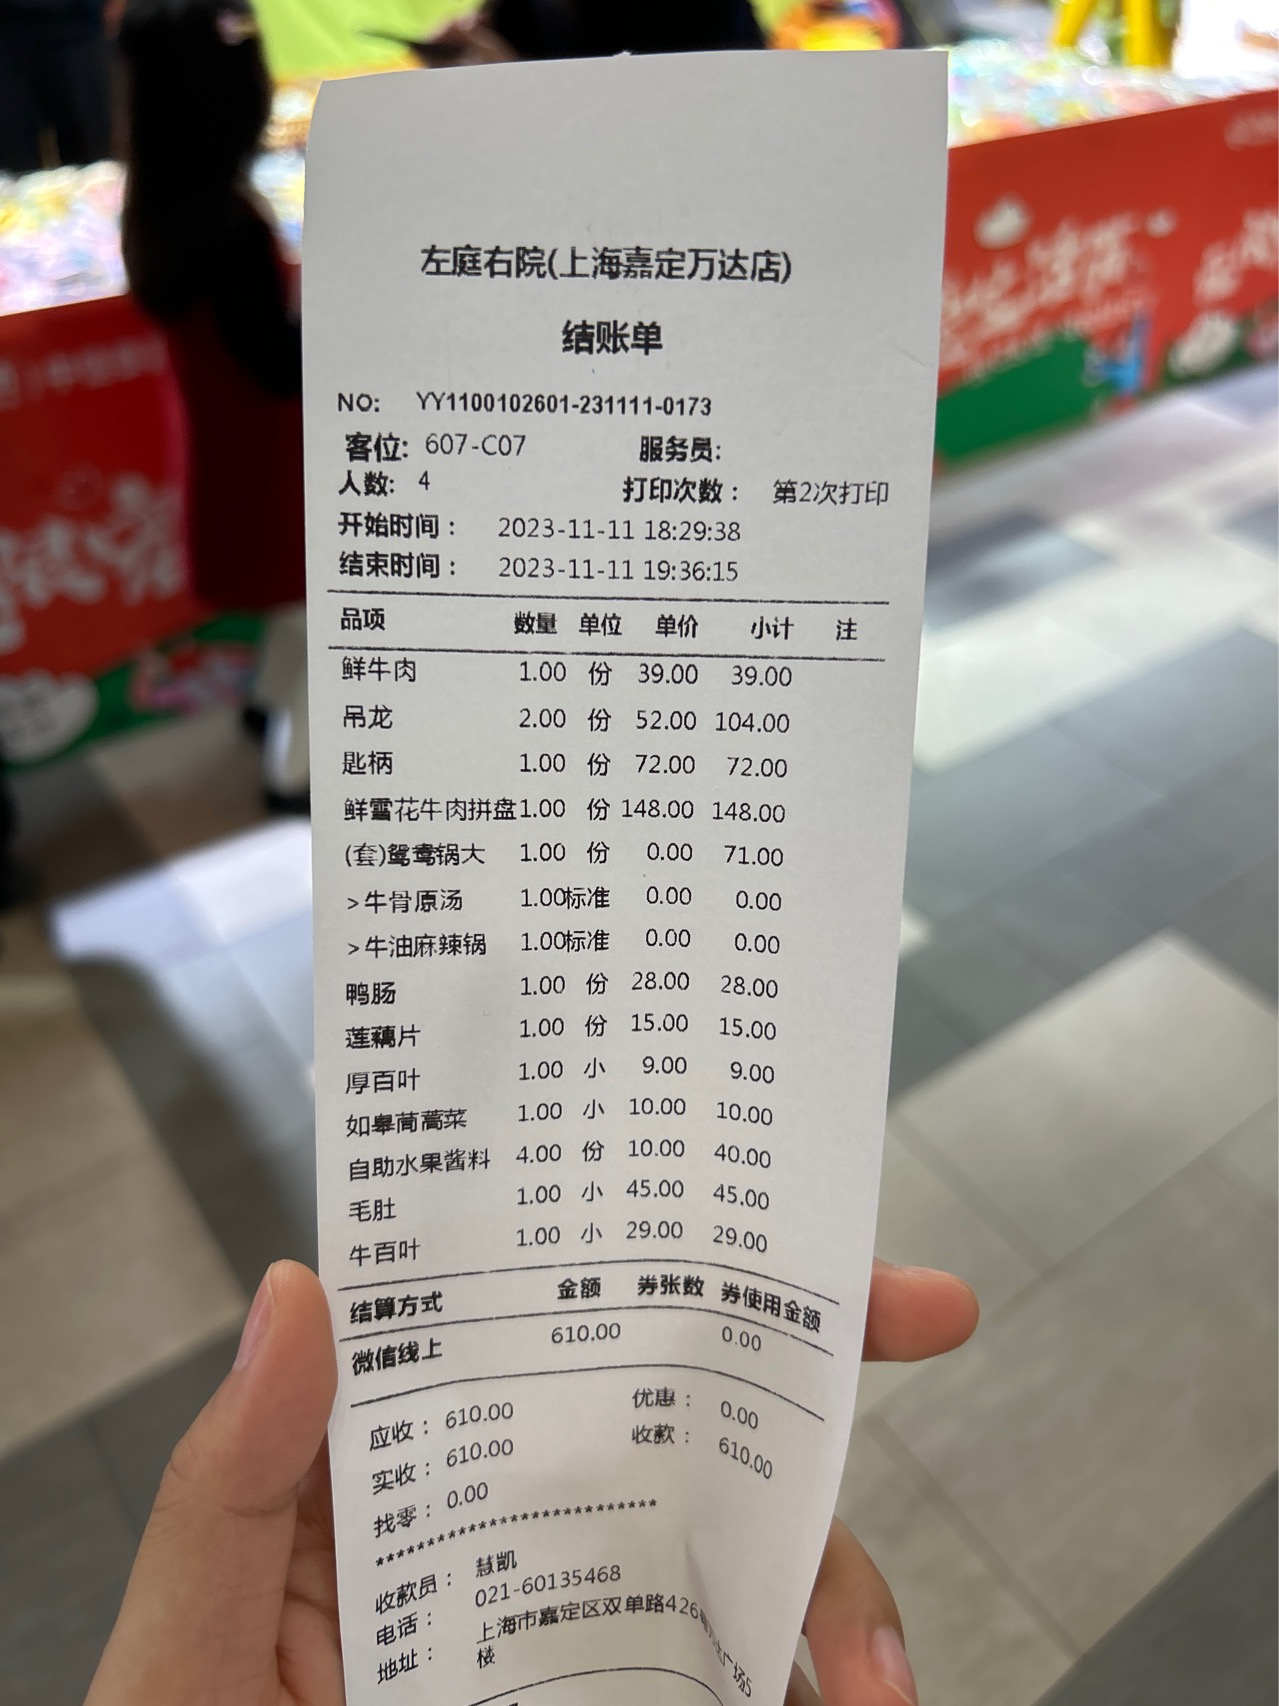 左庭右院(上海嘉定万达店)
结账单
NO: YY1100102601-231111-0173
客位: 607-C07 服务员:
人数: 4 打印次数： 第2次打印
开始时间： 2023-11-11 18:29:38
结束时间： 2023-11-11 19:36:15
品项 数量 单位 单价 小计 注
鲜牛肉 1.00 份 39.00 39.00
吊龙 2.00 份 52.00 104.00
匙柄 1.00 份 72.00 72.00
鲜雪花牛肉拼盘1.00 份 148.00 148.00
(套)鸳鸯锅大 1.00 份 0.00 71.00
>牛骨原汤 1.00标准 0.00 0.00
>牛油麻辣锅 1.00标准 0.00 0.00
鸭肠 1.00 份 28.00 28.00
莲藕片 1.00 份 15.00 15.00
厚百叶 1.00 小 9.00 9.00
如皋茼蒿菜 1.00 小 10.00 10.00
自助水果酱料 4.00 份 10.00 40.00
毛肚 1.00 小 45.00 45.00
牛百叶 1.00 小 29.00 29.00
结算方式 金额 券张数 券使用金额
微信线上 610.00 0.00
应收：610.00 优惠： 0.00
实收：610.00 收款： 610.00
找零：0.00
**************************
收款员： 慧凯
电话： 021-60135468
地址： 上海市嘉定区双单路426 广场5
楼